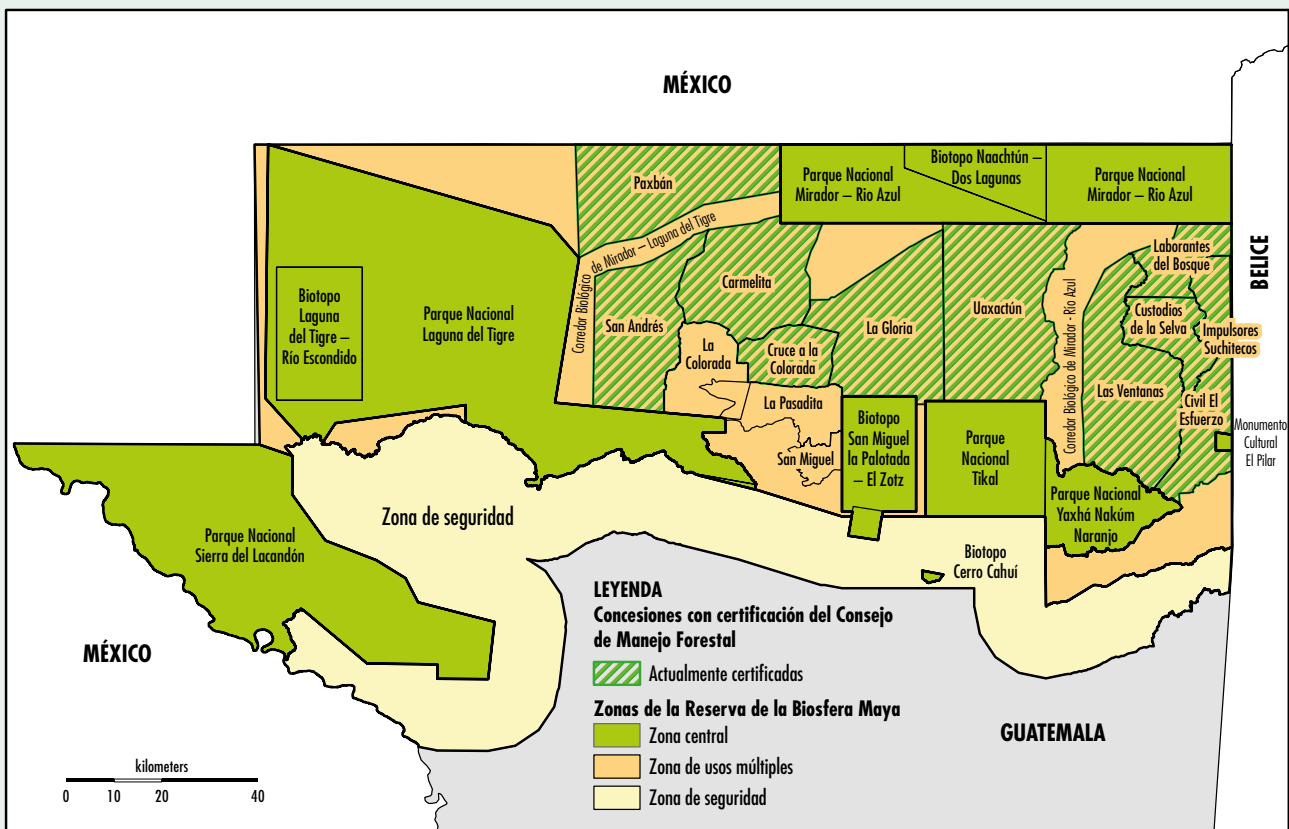 MÉXICO
Paxbán
Parque Nacional
Mirador – Rio Azul
Biotopo Naachtún –
Dos Lagunas
Parque Nacional
Mirador – Rio Azul
BELICE
Corredor Biológico de Mirador – Laguna del Tigre
Laborantes
del Bosque
Biotopo
Laguna
del Tigre –
Río Escondido
Parque Nacional
Laguna del Tigre
San Andrés
Carmelita
La
Colorada
Cruce a la
Colorada
La Gloria
Uaxactún
Corredor Biológico de Mirador - Rio Azul
Custodios
de la Selva
Impulsores
Suchitecos
Las Ventanas
Civil El
Esfuerzo
Monumento
Cultural
El Pilar
La Pasadita
San Miguel
Biotopo
San Miguel
la Palotada
– El Zotz
Parque
Nacional
Tikal
Parque Nacional
Yaxhá Nakúm
Naranjo
Zona de seguridad
Parque Nacional
Sierra del Lacandón
Biotopo
Cerro Cahuí
MÉXICO
GUATEMALA
LEYENDA
Concesiones con certificación del Consejo
de Manejo Forestal
Actualmente certificadas
Zonas de la Reserva de la Biosfera Maya
Zona central
Zona de usos múltiples
Zona de seguridad
kilometers
0 10 20 40